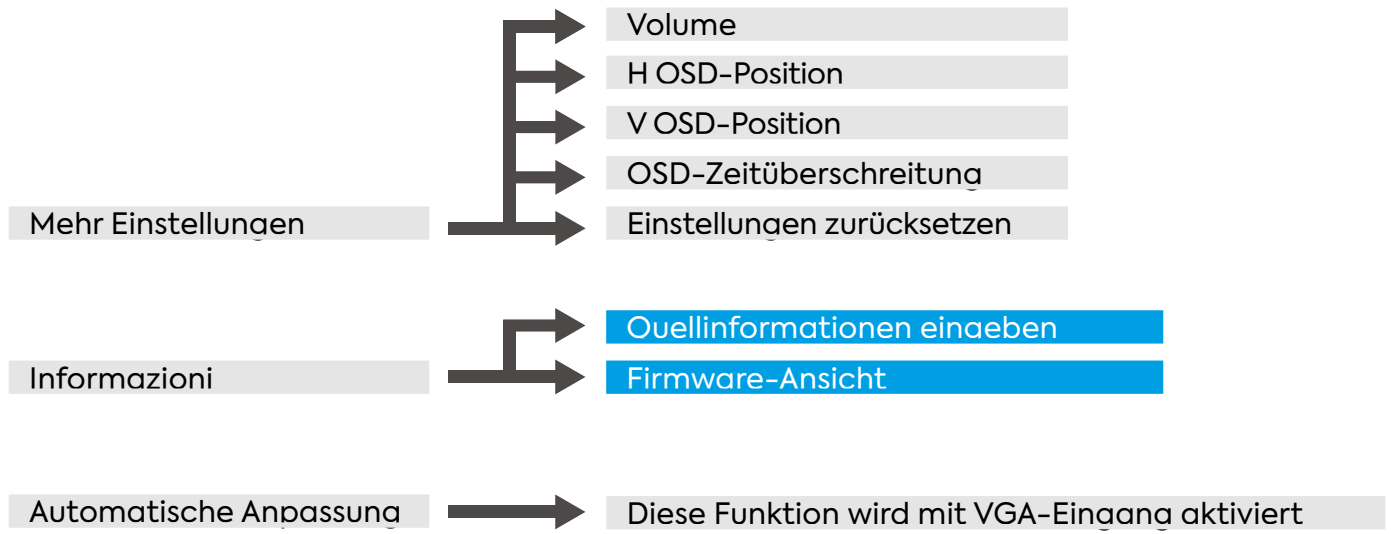 Volume
H OSD-Position
V OSD-Position
OSD-Zeitüberschreitung
Mehr Einstellungen
Einstellungen zurücksetzen
Quellinformationen eingeben
Informazioni
Firmware-Ansicht
Automatische Anpassung
Diese Funktion wird mit VGA-Eingang aktiviert